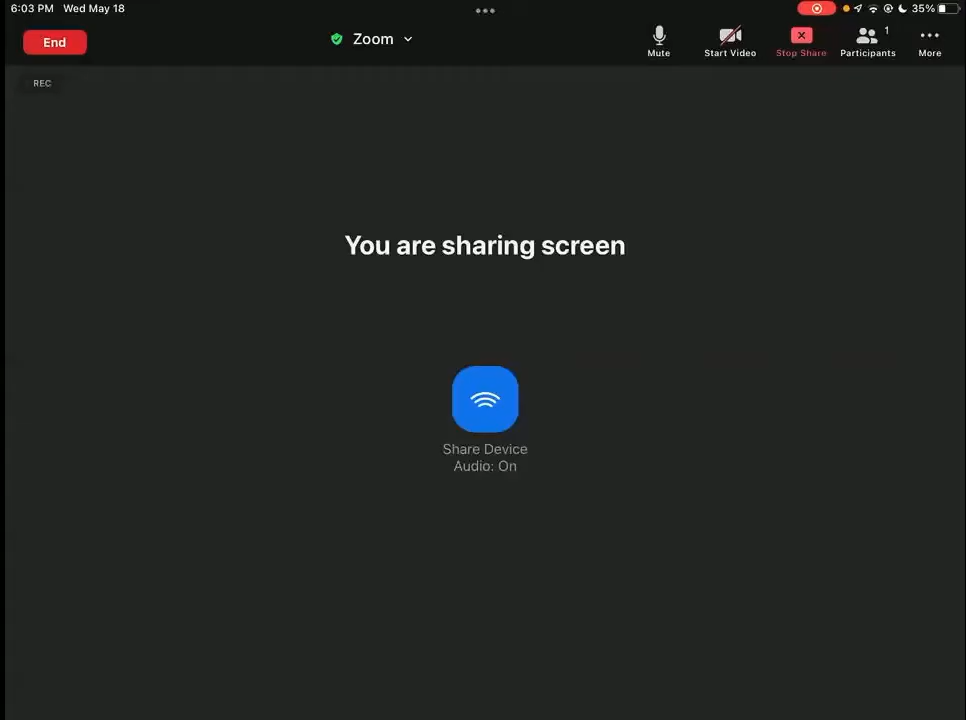 6:03 PM Wed May 18
35%
End
Zoom
Mute
Start Video
Stop Share
Participants
1
More
REC
You are sharing screen
Share Device
Audio: On